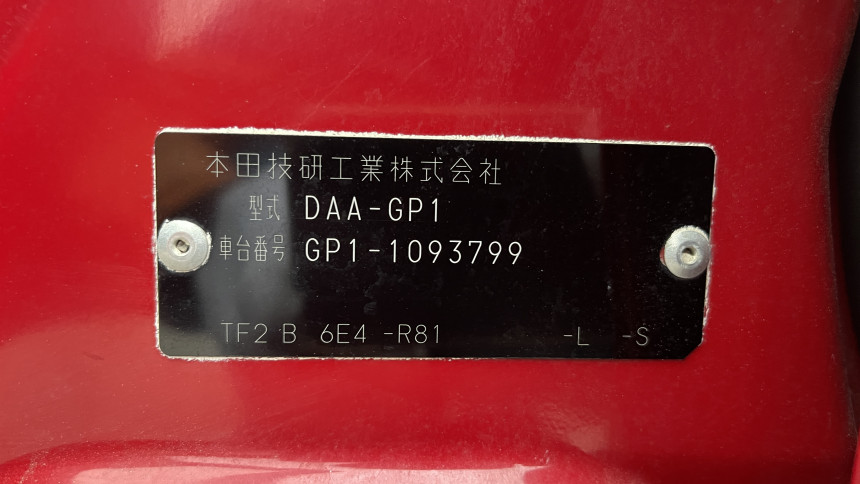 本田技研工業株式会社
型式 DAA-GP1
車台番号 GP1-1093799
TF2 B 6E4 -R81 -L -S